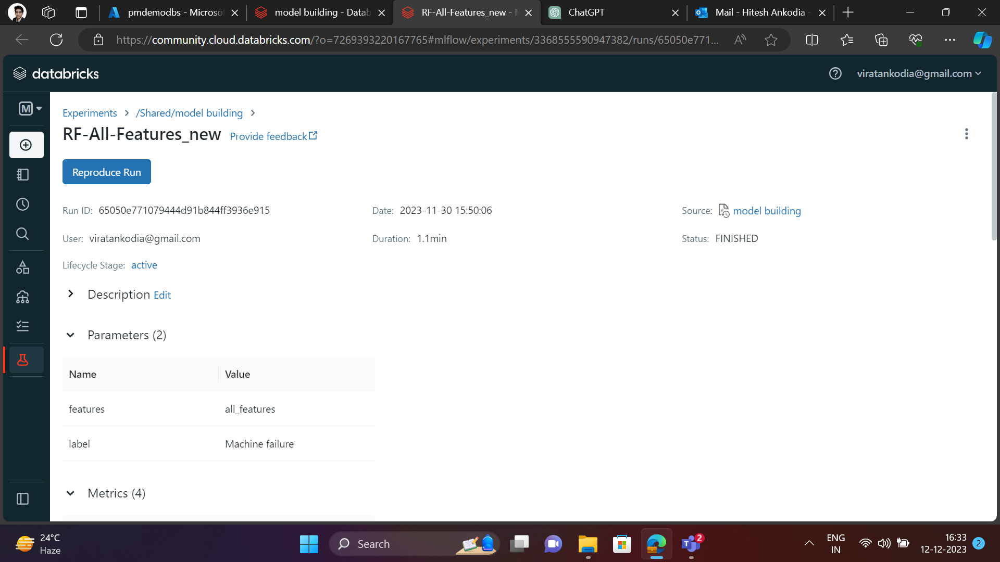 pmdemodbs - Microso
model building - Datab
RF-All-Features_new - M
ChatGPT
Mail - Hitesh Ankodia -
https://community.cloud.databricks.com/?o=7269393220167765#mlflow/experiments/3368555590947382/runs/65050e771...
databricks
viratankodia@gmail.com
M
Experiments > /Shared/model building >
RF-All-Features_new Provide feedback
Reproduce Run
Run ID: 65050e771079444d91b844ff3936e915
Date: 2023-11-30 15:50:06
Source: model building
User: viratankodia@gmail.com
Duration: 1.1min
Status: FINISHED
Lifecycle Stage: active
Description Edit
Parameters (2)
Name Value
features all_features
label Machine failure
Metrics (4)
24°C
Haze
Search
2
ENG
IN
16:33
12-12-2023
2